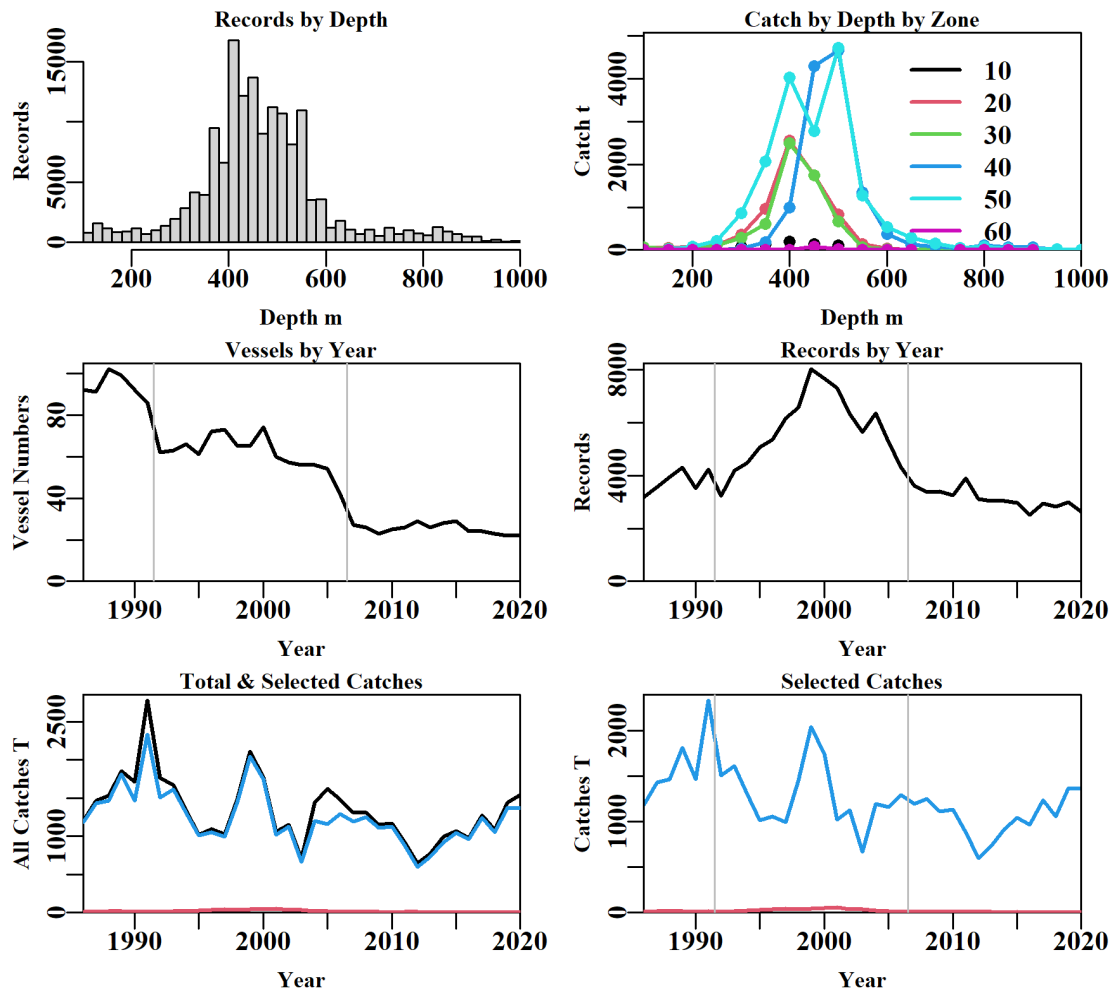 Records by Depth
Records
0 5000 15000
200 400 600 800 1000
Depth m
Catch by Depth by Zone
Catch t
0 2000 4000
10
20
30
40
50
60
200 400 600 800 1000
Depth m
Vessels by Year
Vessel Numbers
0 40 80
1990 2000 2010 2020
Year
Records by Year
Records
0 4000 8000
1990 2000 2010 2020
Year
Total & Selected Catches
All Catches T
0 1000 2500
1990 2000 2010 2020
Year
Selected Catches
Catches T
0 1000 2000
1990 2000 2010 2020
Year